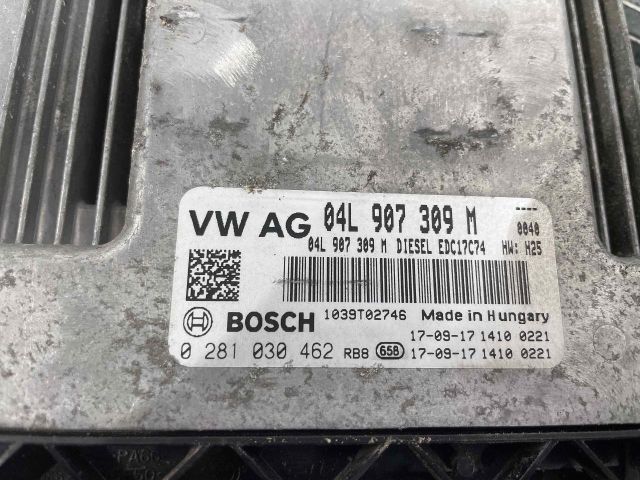 VW AG 04L 907 309 M ----
04L 907 309 M DIESEL EDC17C74 0040
HW: H25
1039T02746 Made in Hungary
BOSCH 17-09-17 1410 0221
0 281 030 462 RB8 658 17-09-17 1410 0221